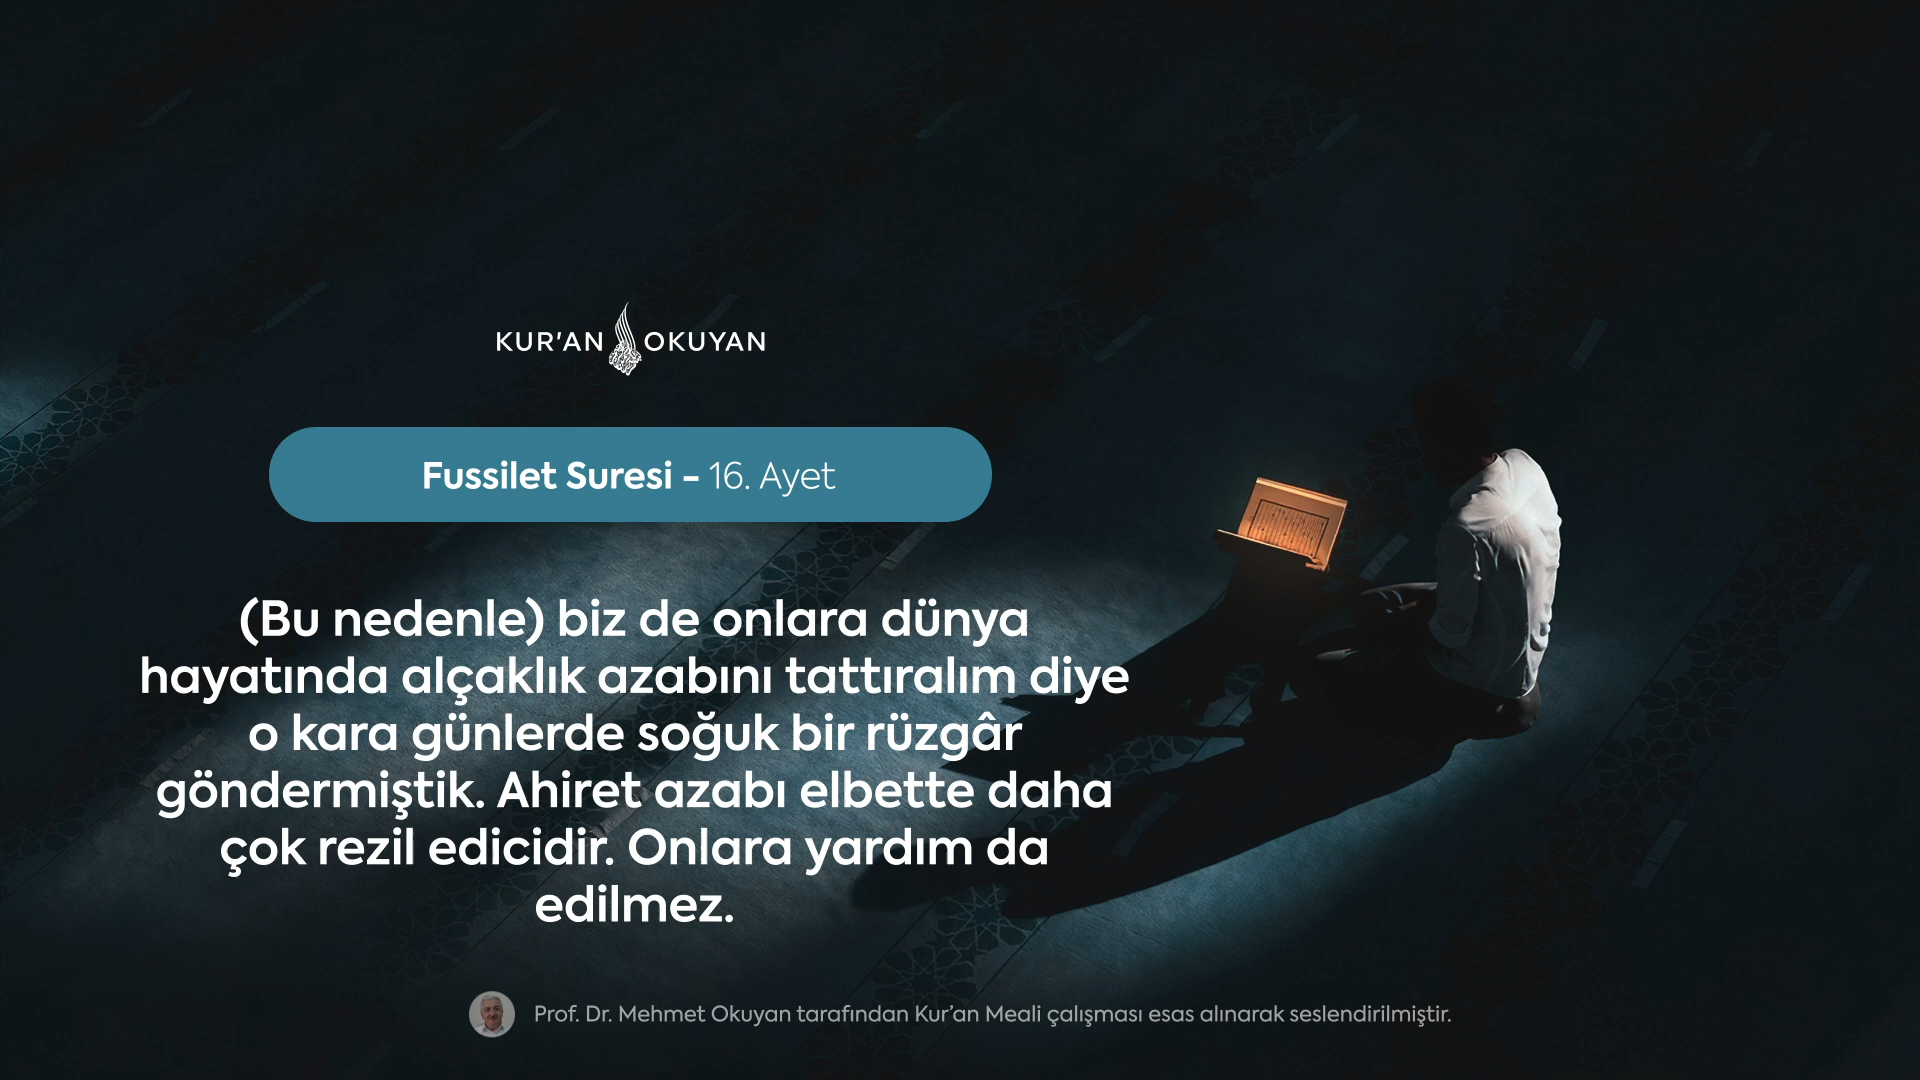 KUR'AN OKUYAN
Fussilet Suresi - 16. Ayet
(Bu nedenle) biz de onlara dünya
hayatında alçaklık azabını tattıralım diye
o kara günlerde soğuk bir rüzgâr
göndermiştik. Ahiret azabı elbette daha
çok rezil edicidir. Onlara yardım da
edilmez.
Prof. Dr. Mehmet Okuyan tarafından Kur’an Meali çalışması esas alınarak seslendirilmiştir.